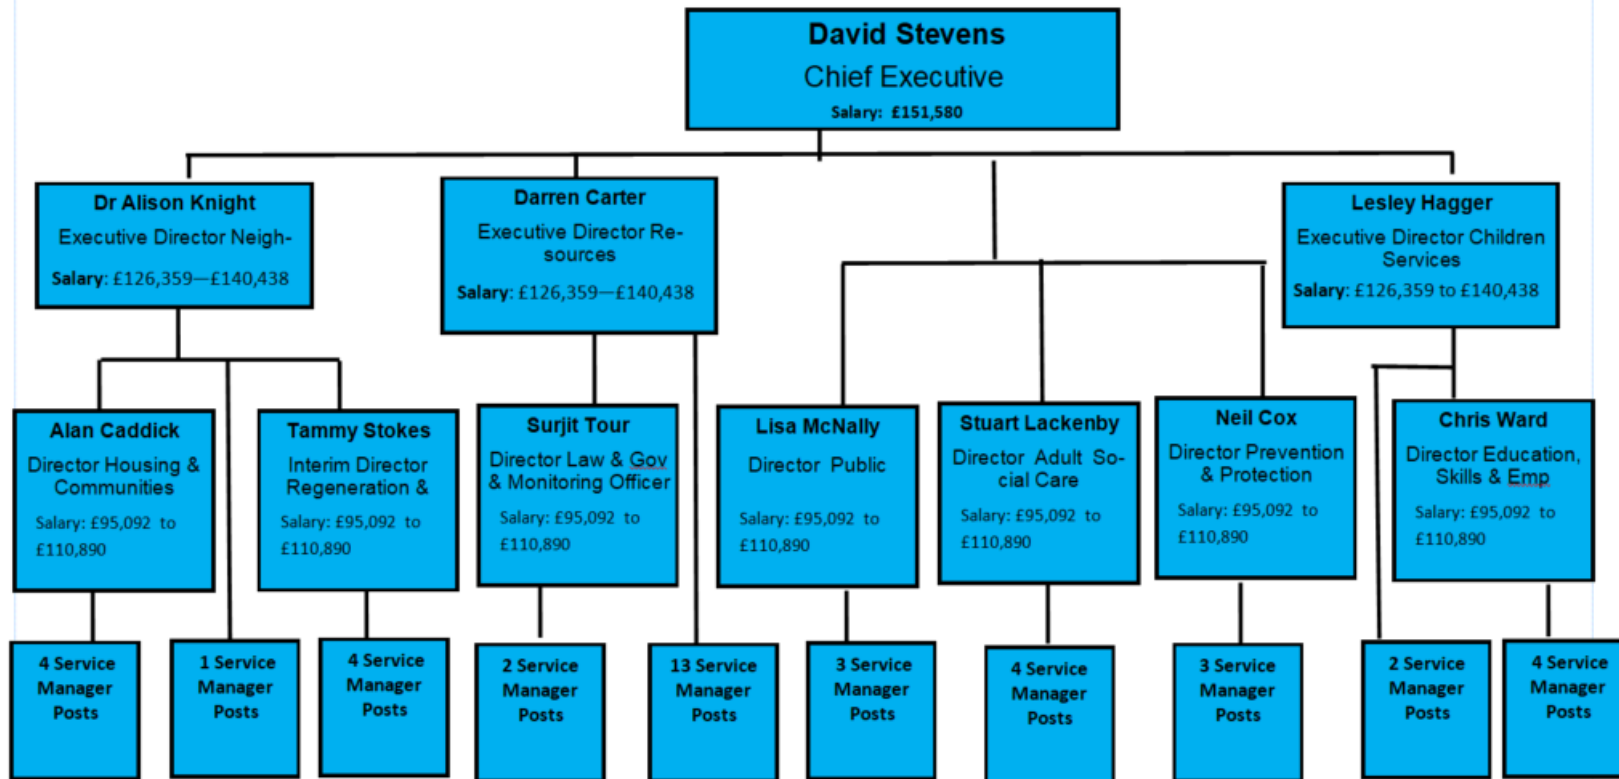 David Stevens
Chief Executive
Salary: £151,580
Dr Alison Knight
Executive Director Neigh-
Salary: £126,359—£140,438
Darren Carter
Executive Director Re-
sources
Salary: £126,359—£140,438
Lesley Hagger
Executive Director Children
Services
Salary: £126,359 to £140,438
Alan Caddick
Director Housing &
Communities
Salary: £95,092 to
£110,890
Tammy Stokes
Interim Director
Regeneration &
Salary: £95,092 to
£110,890
Surjit Tour
Director Law & Gov
& Monitoring Officer
Salary: £95,092 to
£110,890
Lisa McNally
Director Public
Salary: £95,092 to
£110,890
Stuart Lackenby
Director Adult So-
cial Care
Salary: £95,092 to
£110,890
Neil Cox
Director Prevention
& Protection
Salary: £95,092 to
£110,890
Chris Ward
Director Education,
Skills & Emp
Salary: £95,092 to
£110,890
4 Service
Manager
Posts
1 Service
Manager
Posts
4 Service
Manager
Posts
2 Service
Manager
Posts
13 Service
Manager
Posts
3 Service
Manager
Posts
4 Service
Manager
Posts
3 Service
Manager
Posts
2 Service
Manager
Posts
4 Service
Manager
Posts